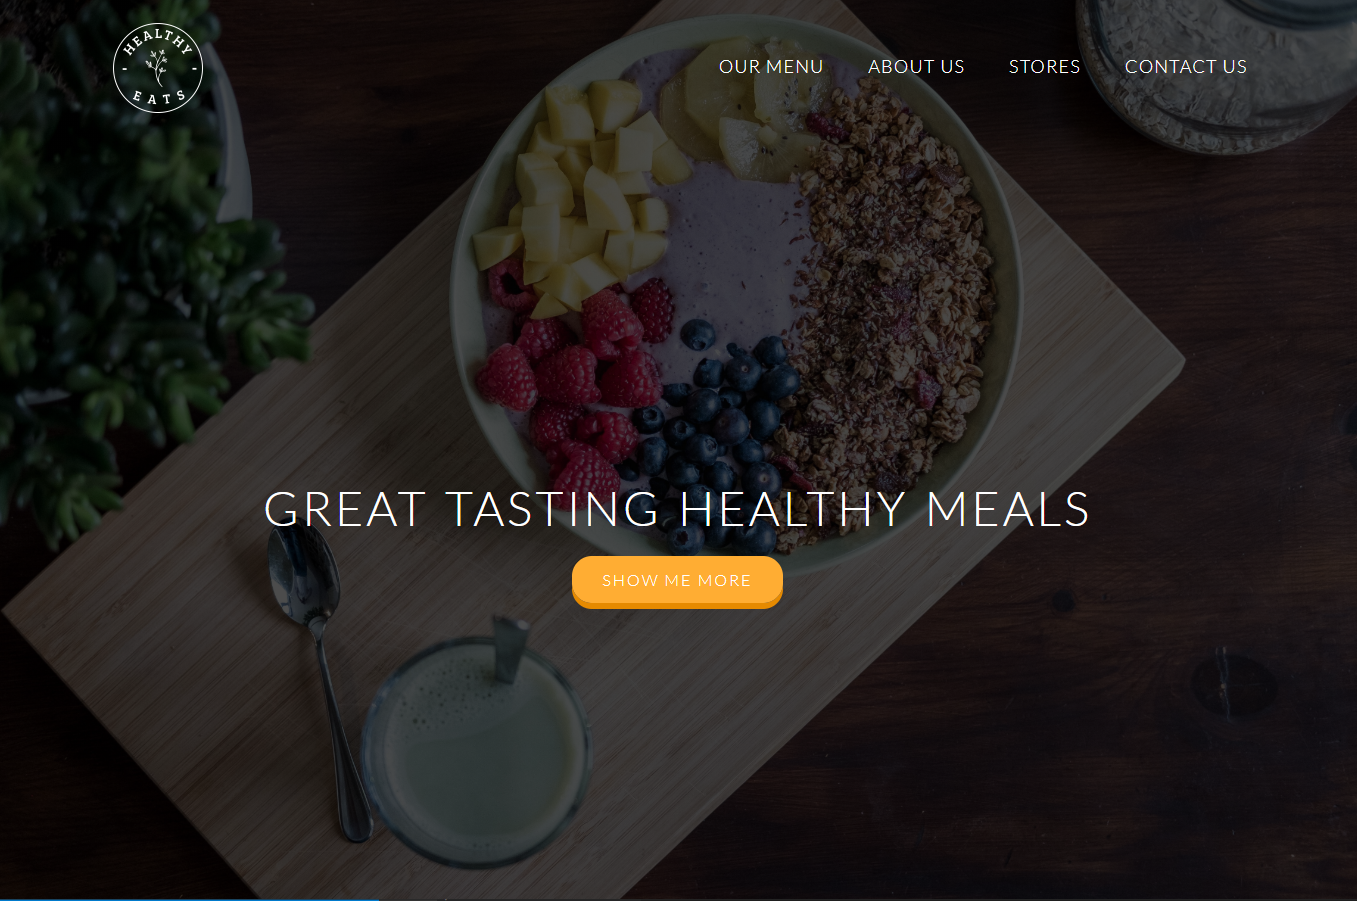 HEALTHY
EATS
OUR MENU ABOUT US STORES CONTACT US
GREAT TASTING HEALTHY MEALS
SHOW ME MORE